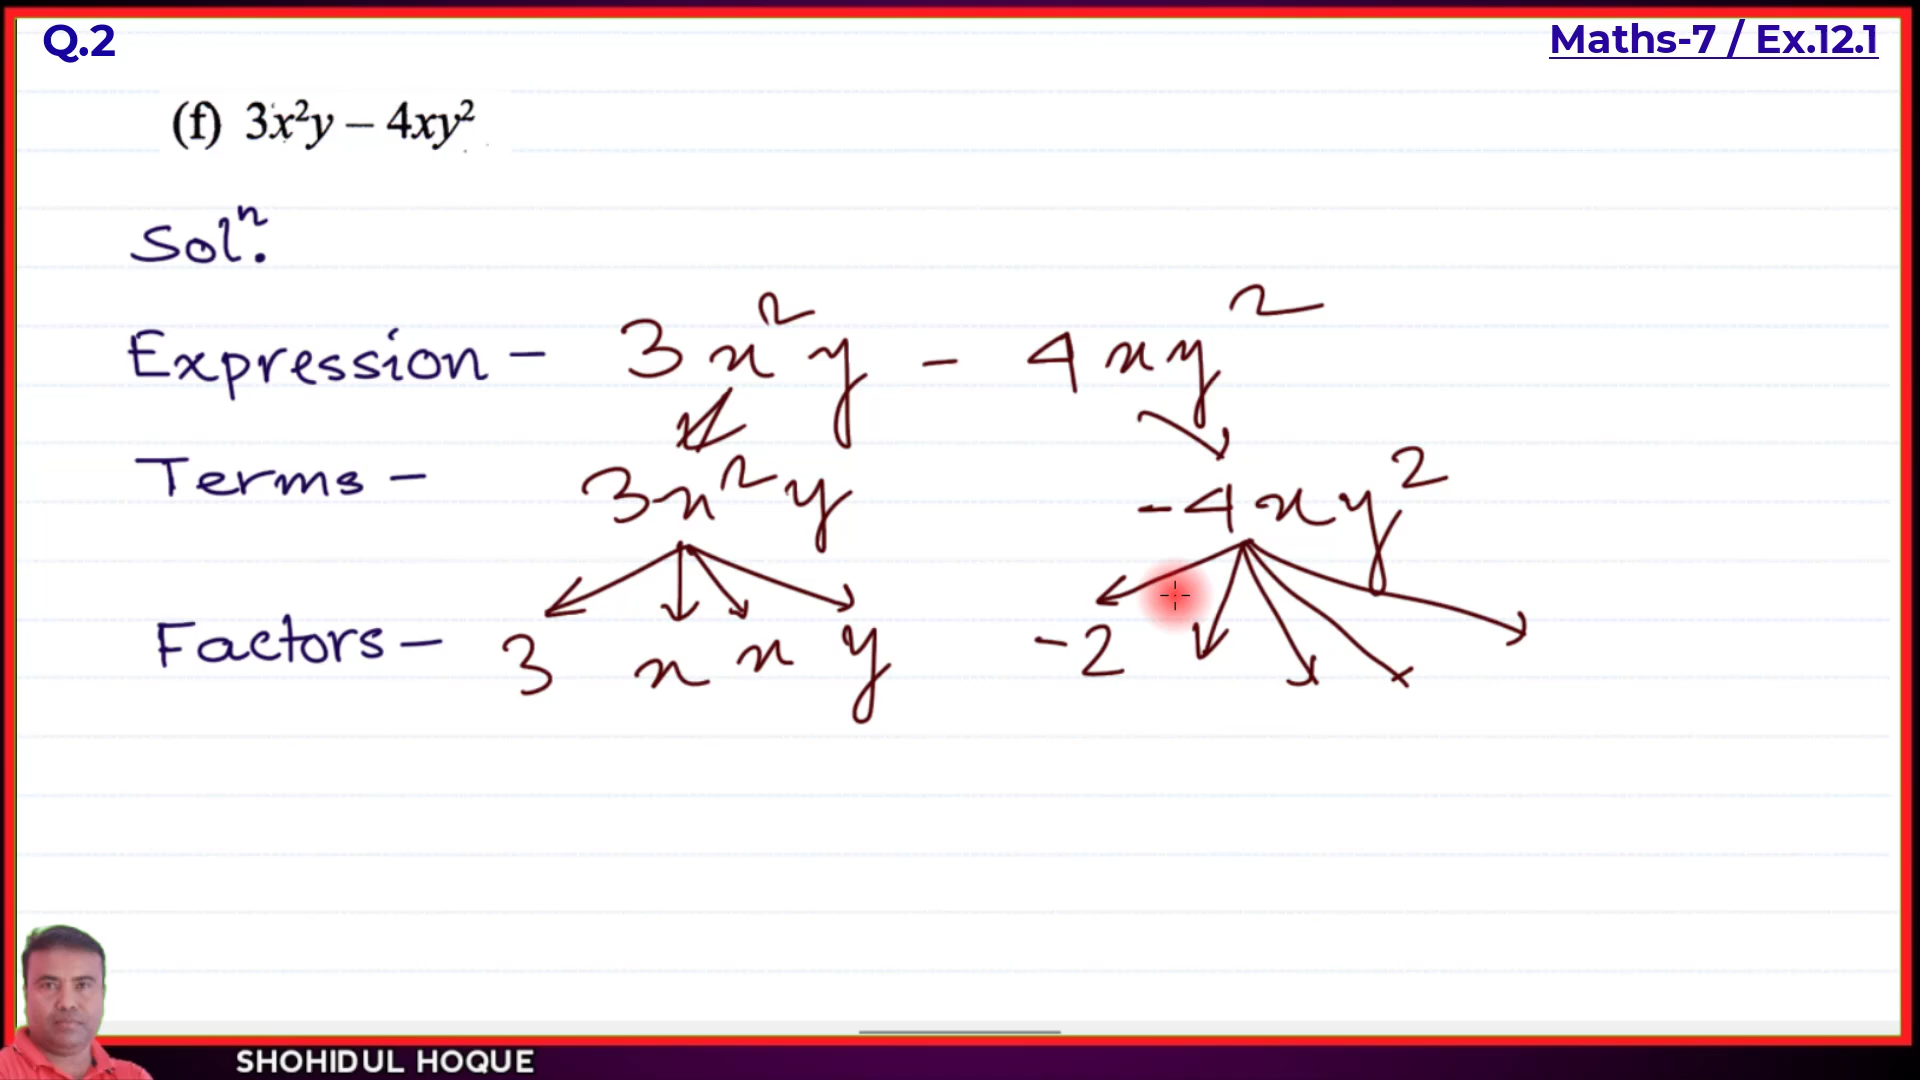 Q.2
Maths-7 / Ex.12.1
(f) 3x²y – 4xy²
Solⁿ.
Expression – 3x²y - 4xy²
Terms – 3x²y -4xy²
Factors – 3 x x y -2
SHOHIDUL HOQUE